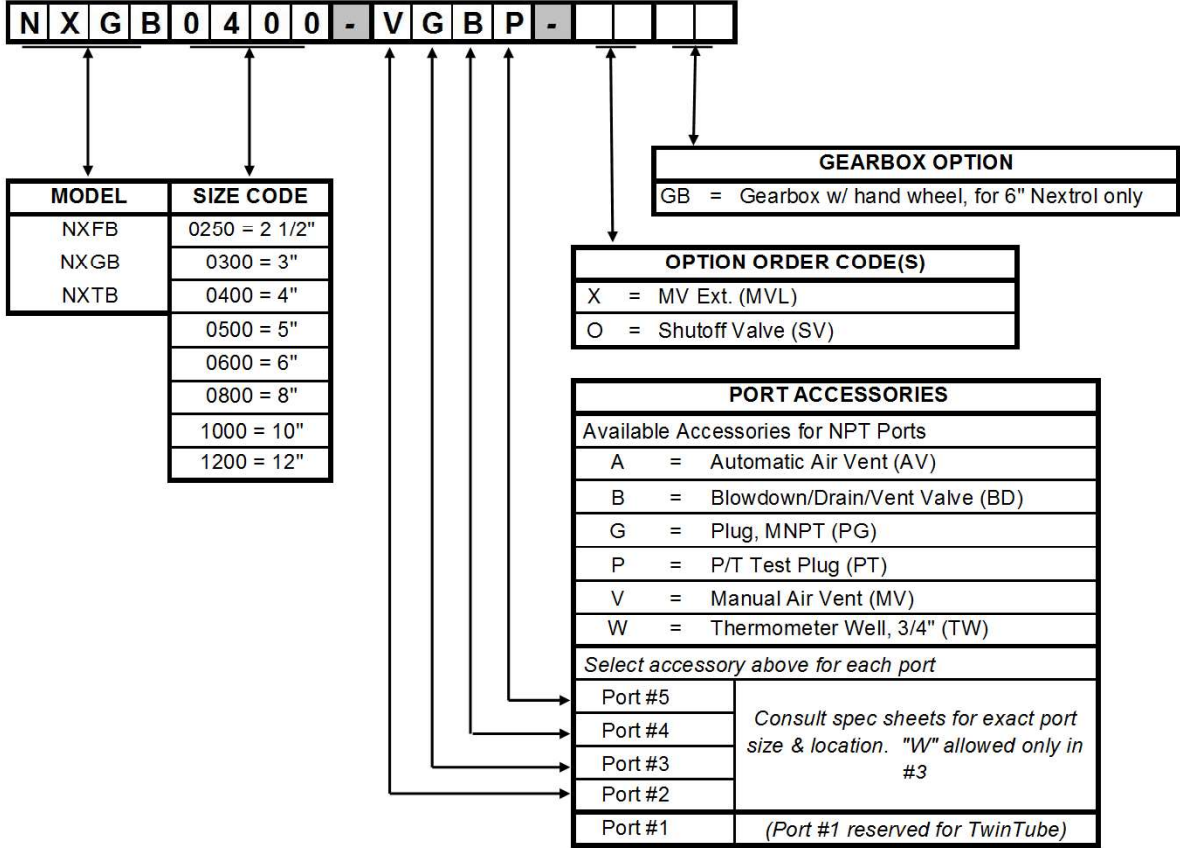 NXGB0400-VGBP-
GEARBOX OPTION
GB = Gearbox w/ hand wheel, for 6" Nextrol only
MODEL
NXFB
NXGB
NXTB
SIZE CODE
0250 = 2 1/2"
0300 = 3"
0400 = 4"
0500 = 5"
0600 = 6"
0800 = 8"
1000 = 10"
1200 = 12"
OPTION ORDER CODE(S)
X = MV Ext. (MVL)
O = Shutoff Valve (SV)
PORT ACCESSORIES
Available Accessories for NPT Ports
A = Automatic Air Vent (AV)
B = Blowdown/Drain/Vent Valve (BD)
G = Plug, MNPT (PG)
P = P/T Test Plug (PT)
V = Manual Air Vent (MV)
W = Thermometer Well, 3/4" (TW)
Select accessory above for each port
Port #5
Port #4
Port #3
Port #2
Consult spec sheets for exact port
size & location. "W" allowed only in
#3
Port #1 (Port #1 reserved for TwinTube)